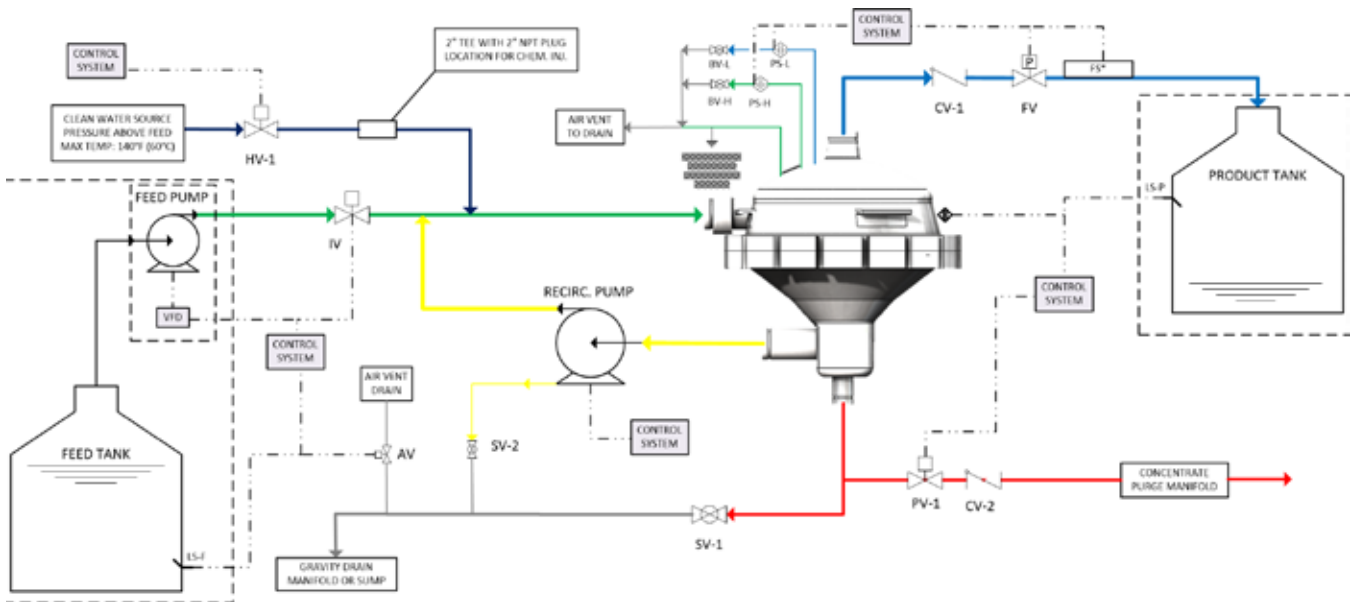 CONTROL
SYSTEM
2" TEE WITH 2" NPT PLUG
LOCATION FOR CHEM. INJ.
CONTROL
SYSTEM
BV-L
PS-L
BV-H
PS-H
CV-1
FV
P
FS*
CLEAN WATER SOURCE
PRESSURE ABOVE FEED
MAX TEMP: 140°F (60°C)
HV-1
AIR VENT
TO DRAIN
FEED PUMP
IV
VFD
PRODUCT TANK
LS-P
CONTROL
SYSTEM
RECIRC. PUMP
CONTROL
SYSTEM
AIR VENT
DRAIN
CONTROL
SYSTEM
FEED TANK
AV
SV-2
LS-F
SV-1
PV-1
CV-2
CONCENTRATE
PURGE MANIFOLD
GRAVITY DRAIN
MANIFOLD OR SUMP